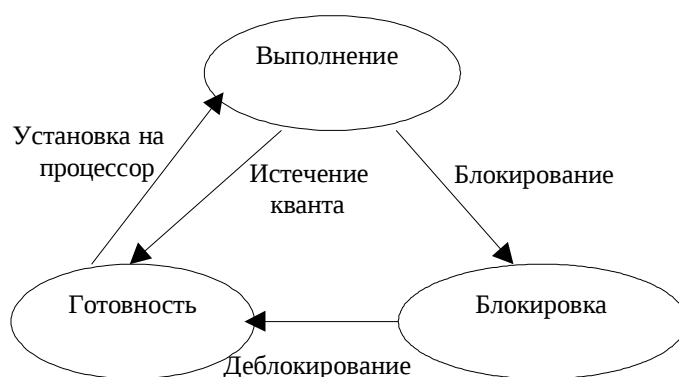 Выполнение
Установка на
процессор
Истечение
кванта
Блокирование
Готовность
Блокировка
Деблокирование